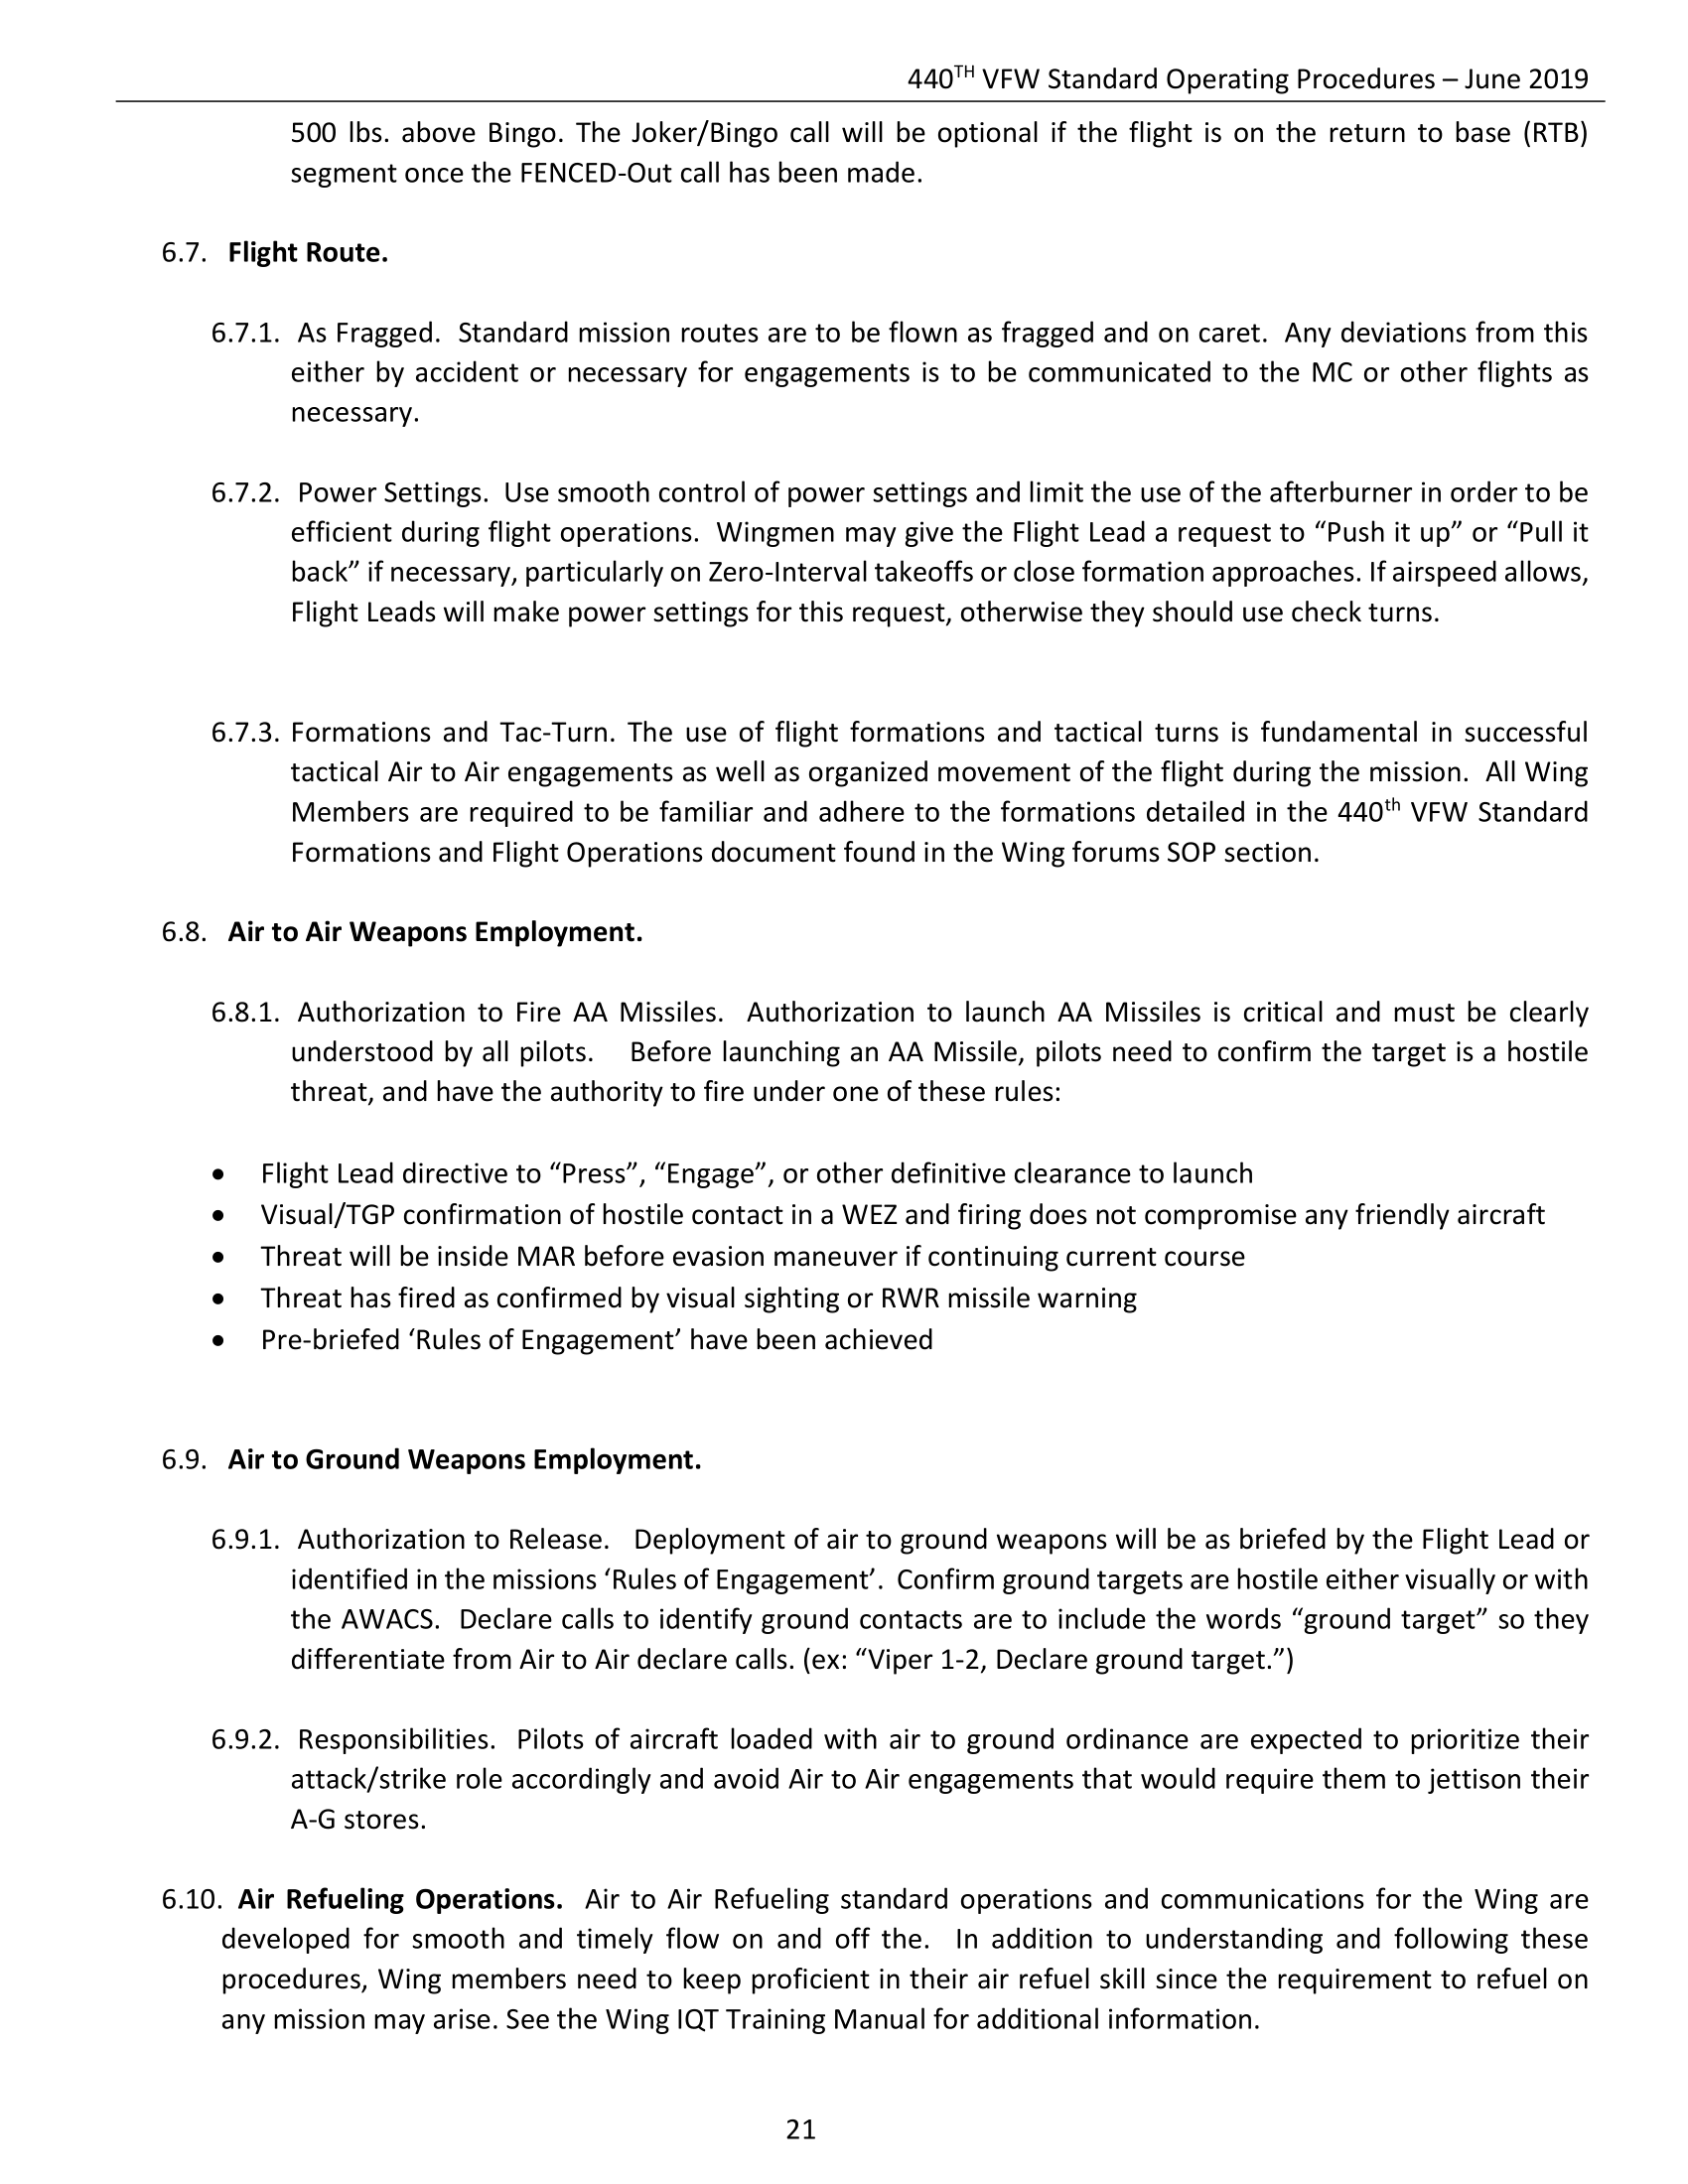 440TH VFW Standard Operating Procedures – June 2019
500 lbs. above Bingo. The Joker/Bingo call will be optional if the flight is on the return to base (RTB)
segment once the FENCED-Out call has been made.
6.7. Flight Route.
6.7.1. As Fragged. Standard mission routes are to be flown as fragged and on caret. Any deviations from this
either by accident or necessary for engagements is to be communicated to the MC or other flights as
necessary.
6.7.2. Power Settings. Use smooth control of power settings and limit the use of the afterburner in order to be
efficient during flight operations. Wingmen may give the Flight Lead a request to “Push it up” or “Pull it
back” if necessary, particularly on Zero-Interval takeoffs or close formation approaches. If airspeed allows,
Flight Leads will make power settings for this request, otherwise they should use check turns.
6.7.3. Formations and Tac-Turn. The use of flight formations and tactical turns is fundamental in successful
tactical Air to Air engagements as well as organized movement of the flight during the mission. All Wing
Members are required to be familiar and adhere to the formations detailed in the 440th VFW Standard
Formations and Flight Operations document found in the Wing forums SOP section.
6.8. Air to Air Weapons Employment.
6.8.1. Authorization to Fire AA Missiles. Authorization to launch AA Missiles is critical and must be clearly
understood by all pilots. Before launching an AA Missile, pilots need to confirm the target is a hostile
threat, and have the authority to fire under one of these rules:
• Flight Lead directive to “Press”, “Engage”, or other definitive clearance to launch
• Visual/TGP confirmation of hostile contact in a WEZ and firing does not compromise any friendly aircraft
• Threat will be inside MAR before evasion maneuver if continuing current course
• Threat has fired as confirmed by visual sighting or RWR missile warning
• Pre-briefed ‘Rules of Engagement’ have been achieved
6.9. Air to Ground Weapons Employment.
6.9.1. Authorization to Release. Deployment of air to ground weapons will be as briefed by the Flight Lead or
identified in the missions ‘Rules of Engagement’. Confirm ground targets are hostile either visually or with
the AWACS. Declare calls to identify ground contacts are to include the words “ground target” so they
differentiate from Air to Air declare calls. (ex: “Viper 1-2, Declare ground target.”)
6.9.2. Responsibilities. Pilots of aircraft loaded with air to ground ordinance are expected to prioritize their
attack/strike role accordingly and avoid Air to Air engagements that would require them to jettison their
A-G stores.
6.10. Air Refueling Operations. Air to Air Refueling standard operations and communications for the Wing are
developed for smooth and timely flow on and off the. In addition to understanding and following these
procedures, Wing members need to keep proficient in their air refuel skill since the requirement to refuel on
any mission may arise. See the Wing IQT Training Manual for additional information.
21